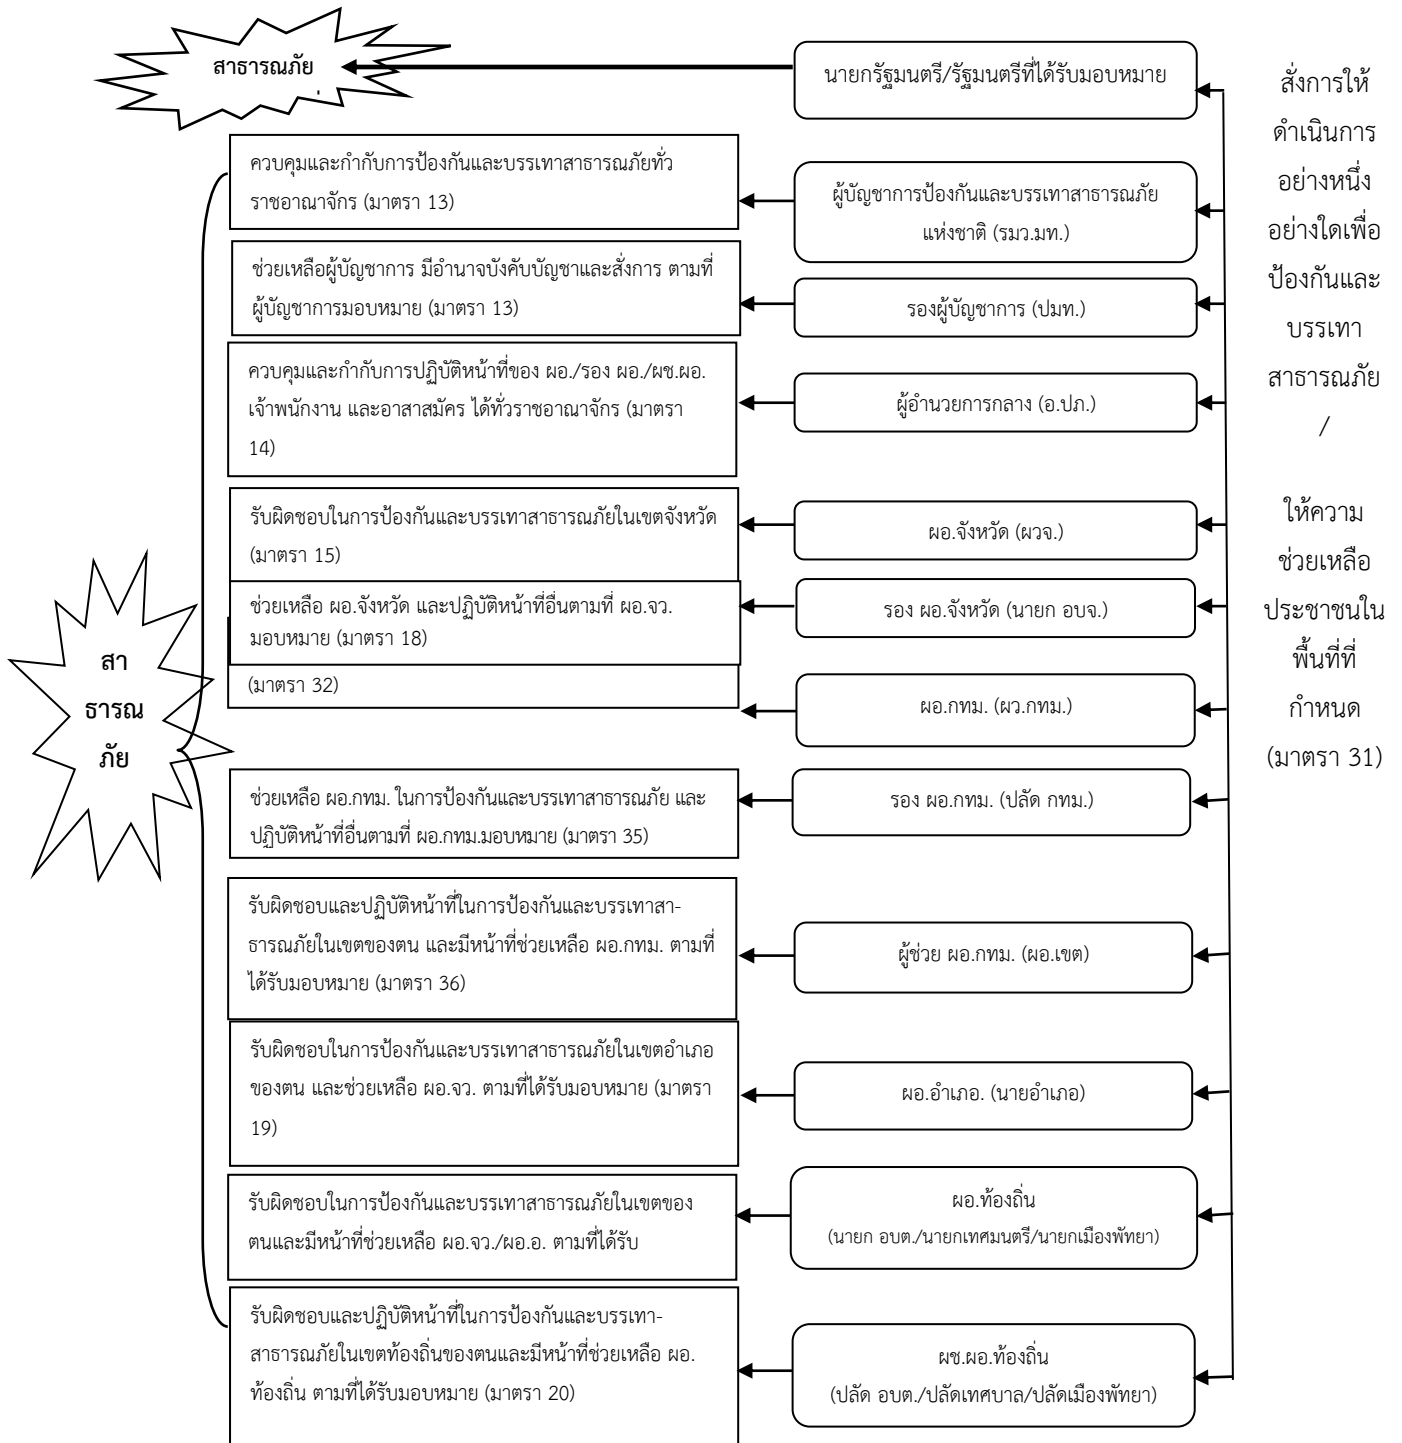 สาธารณภัย
นายกรัฐมนตรี/รัฐมนตรีที่ได้รับมอบหมาย
ควบคุมและกำกับการป้องกันและบรรเทาสาธารณภัยทั่ว
ราชอาณาจักร (มาตรา 13)
ผู้บัญชาการป้องกันและบรรเทาสาธารณภัย
แห่งชาติ (รมว.มท.)
ช่วยเหลือผู้บัญชาการ มีอำนาจบังคับบัญชาและสั่งการ ตามที่
ผู้บัญชาการมอบหมาย (มาตรา 13)
รองผู้บัญชาการ (ปมท.)
ควบคุมและกำกับการปฏิบัติหน้าที่ของ ผอ./รอง ผอ./ผช.ผอ.
เจ้าพนักงาน และอาสาสมัคร ได้ทั่วราชอาณาจักร (มาตรา
14)
ผู้อำนวยการกลาง (อ.ปภ.)
รับผิดชอบในการป้องกันและบรรเทาสาธารณภัยในเขตจังหวัด
(มาตรา 15)
ผอ.จังหวัด (ผวจ.)
ช่วยเหลือ ผอ.จังหวัด และปฏิบัติหน้าที่อื่นตามที่ ผอ.จว.
มอบหมาย (มาตรา 18)
รอง ผอ.จังหวัด (นายก อบจ.)
(มาตรา 32)
ผอ.กทม. (ผว.กทม.)
สา
ธารณ
ภัย
ช่วยเหลือ ผอ.กทม. ในการป้องกันและบรรเทาสาธารณภัย และ
ปฏิบัติหน้าที่อื่นตามที่ ผอ.กทม.มอบหมาย (มาตรา 35)
รอง ผอ.กทม. (ปลัด กทม.)
รับผิดชอบและปฏิบัติหน้าที่ในการป้องกันและบรรเทาสา-
ธารณภัยในเขตของตน และมีหน้าที่ช่วยเหลือ ผอ.กทม. ตามที่
ได้รับมอบหมาย (มาตรา 36)
ผู้ช่วย ผอ.กทม. (ผอ.เขต)
รับผิดชอบในการป้องกันและบรรเทาสาธารณภัยในเขตอำเภอ
ของตน และช่วยเหลือ ผอ.จว. ตามที่ได้รับมอบหมาย (มาตรา
19)
ผอ.อำเภอ. (นายอำเภอ)
รับผิดชอบในการป้องกันและบรรเทาสาธารณภัยในเขตของ
ตนและมีหน้าที่ช่วยเหลือ ผอ.จว./ผอ.อ. ตามที่ได้รับ
ผอ.ท้องถิ่น
(นายก อบต./นายกเทศมนตรี/นายกเมืองพัทยา)
รับผิดชอบและปฏิบัติหน้าที่ในการป้องกันและบรรเทา-
สาธารณภัยในเขตท้องถิ่นของตนและมีหน้าที่ช่วยเหลือ ผอ.
ท้องถิ่น ตามที่ได้รับมอบหมาย (มาตรา 20)
ผช.ผอ.ท้องถิ่น
(ปลัด อบต./ปลัดเทศบาล/ปลัดเมืองพัทยา)
สั่งการให้
ดำเนินการ
อย่างหนึ่ง
อย่างใดเพื่อ
ป้องกันและ
บรรเทา
สาธารณภัย
/
ให้ความ
ช่วยเหลือ
ประชาชนใน
พื้นที่ที่
กำหนด
(มาตรา 31)